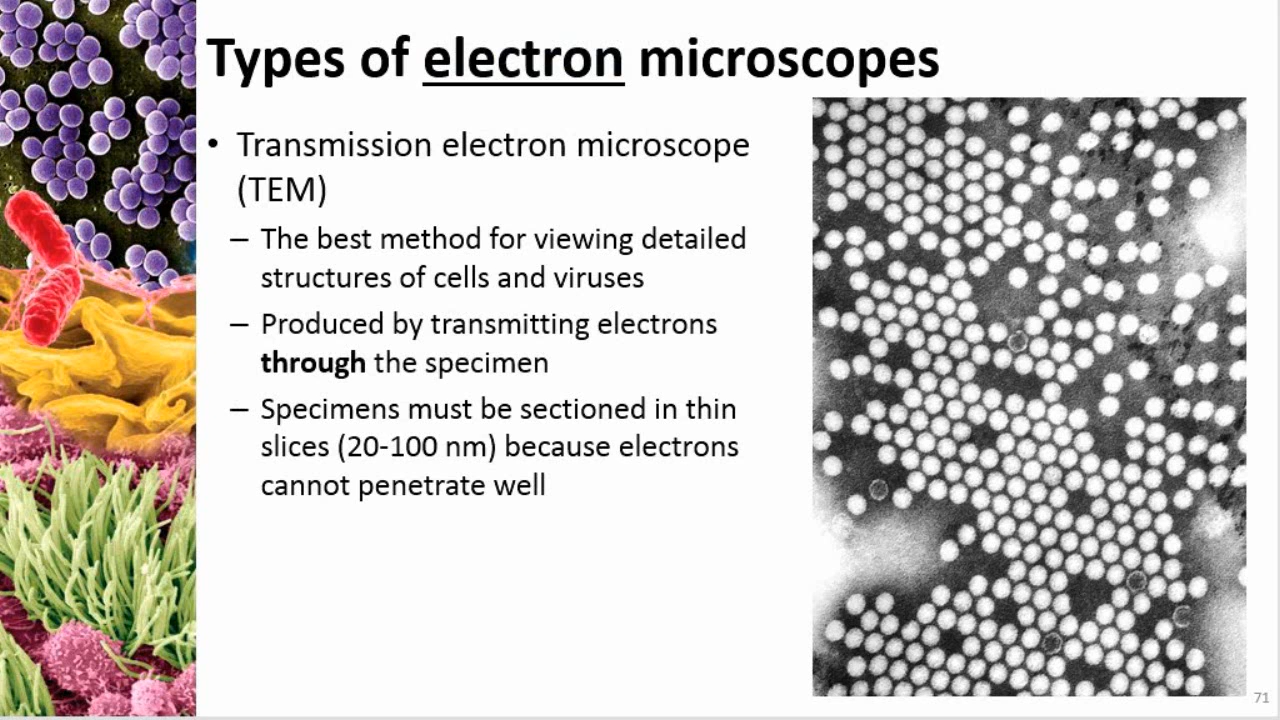 Types of electron microscopes
• Transmission electron microscope
(TEM)
– The best method for viewing detailed
structures of cells and viruses
– Produced by transmitting electrons
through the specimen
– Specimens must be sectioned in thin
slices (20-100 nm) because electrons
cannot penetrate well
71